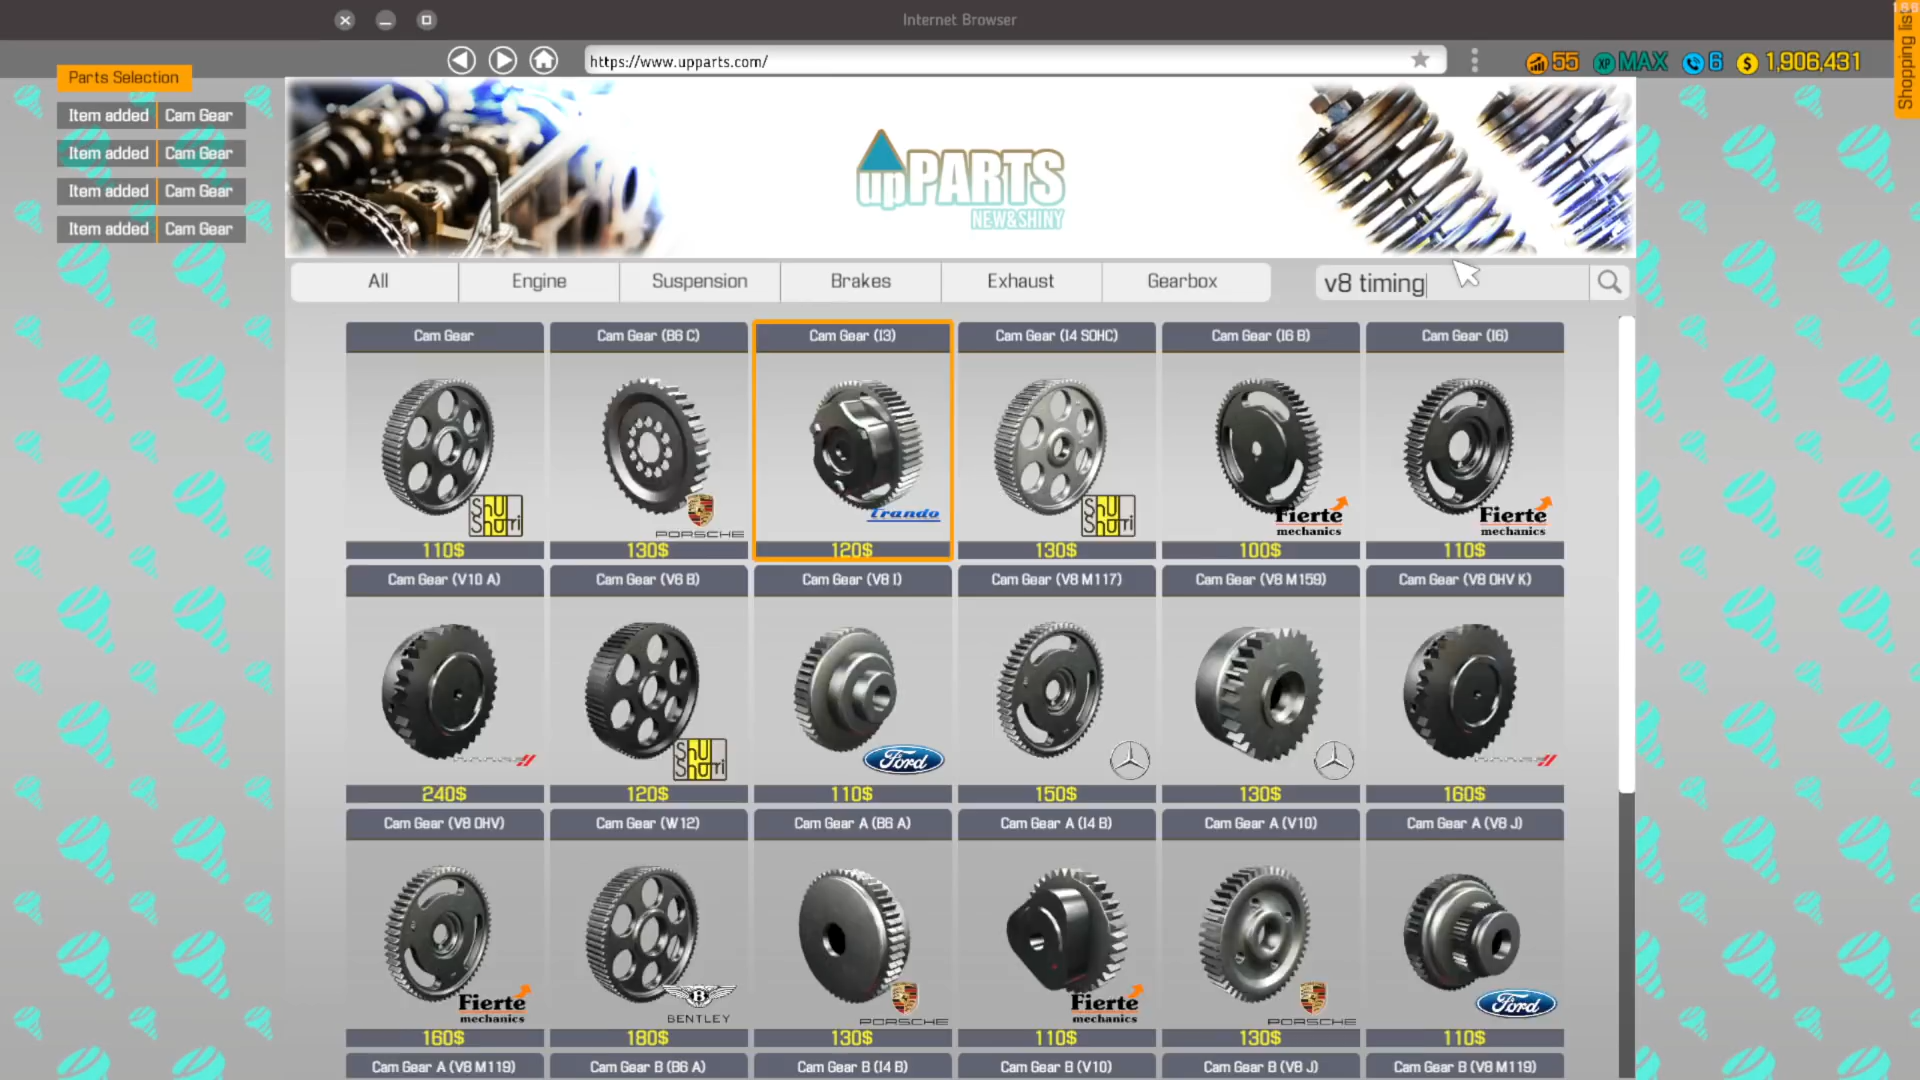 Internet Browser
https://www.upparts.com/
55
XP MAX
6
$ 1,906,431
Shopping list
Parts Selection
Item added Cam Gear
Item added Cam Gear
Item added Cam Gear
Item added Cam Gear
upPARTS
NEW&SHINY
All Engine Suspension Brakes Exhaust Gearbox
v8 timing
Cam Gear
Cam Gear (B6 C)
Cam Gear (I3)
Cam Gear (I4 SOHC)
Cam Gear (I6 B)
Cam Gear (I6)
PORSCHE
Trando
Fierte
mechanics
Fierte
mechanics
110$ 130$ 120$ 130$ 100$ 110$
Cam Gear (V10 A)
Cam Gear (V6 B)
Cam Gear (V8 I)
Cam Gear (V8 M117)
Cam Gear (V8 M159)
Cam Gear (V8 OHV K)
Ford
240$ 120$ 110$ 150$ 130$ 160$
Cam Gear (V8 OHV)
Cam Gear (W12)
Cam Gear A (B6 A)
Cam Gear A (I4 B)
Cam Gear A (V10)
Cam Gear A (V8 J)
Fierte
mechanics
B
BENTLEY
PORSCHE
Fierte
mechanics
PORSCHE
Ford
160$ 180$ 130$ 110$ 130$ 110$
Cam Gear A (V8 M119)
Cam Gear B (B6 A)
Cam Gear B (I4 B)
Cam Gear B (V10)
Cam Gear B (V8 J)
Cam Gear B (V8 M119)